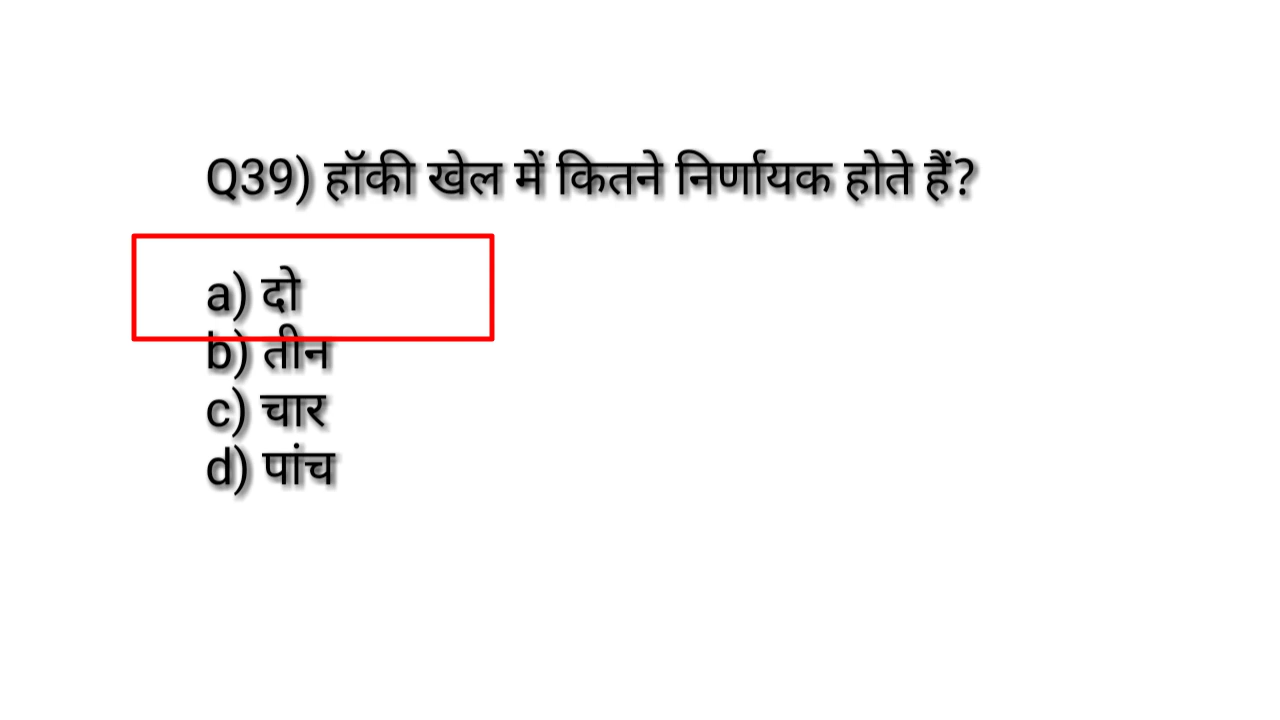 Q39) हॉकी खेल में कितने निर्णायक होते हैं?
a) दो
b) तीन
c) चार
d) पांच